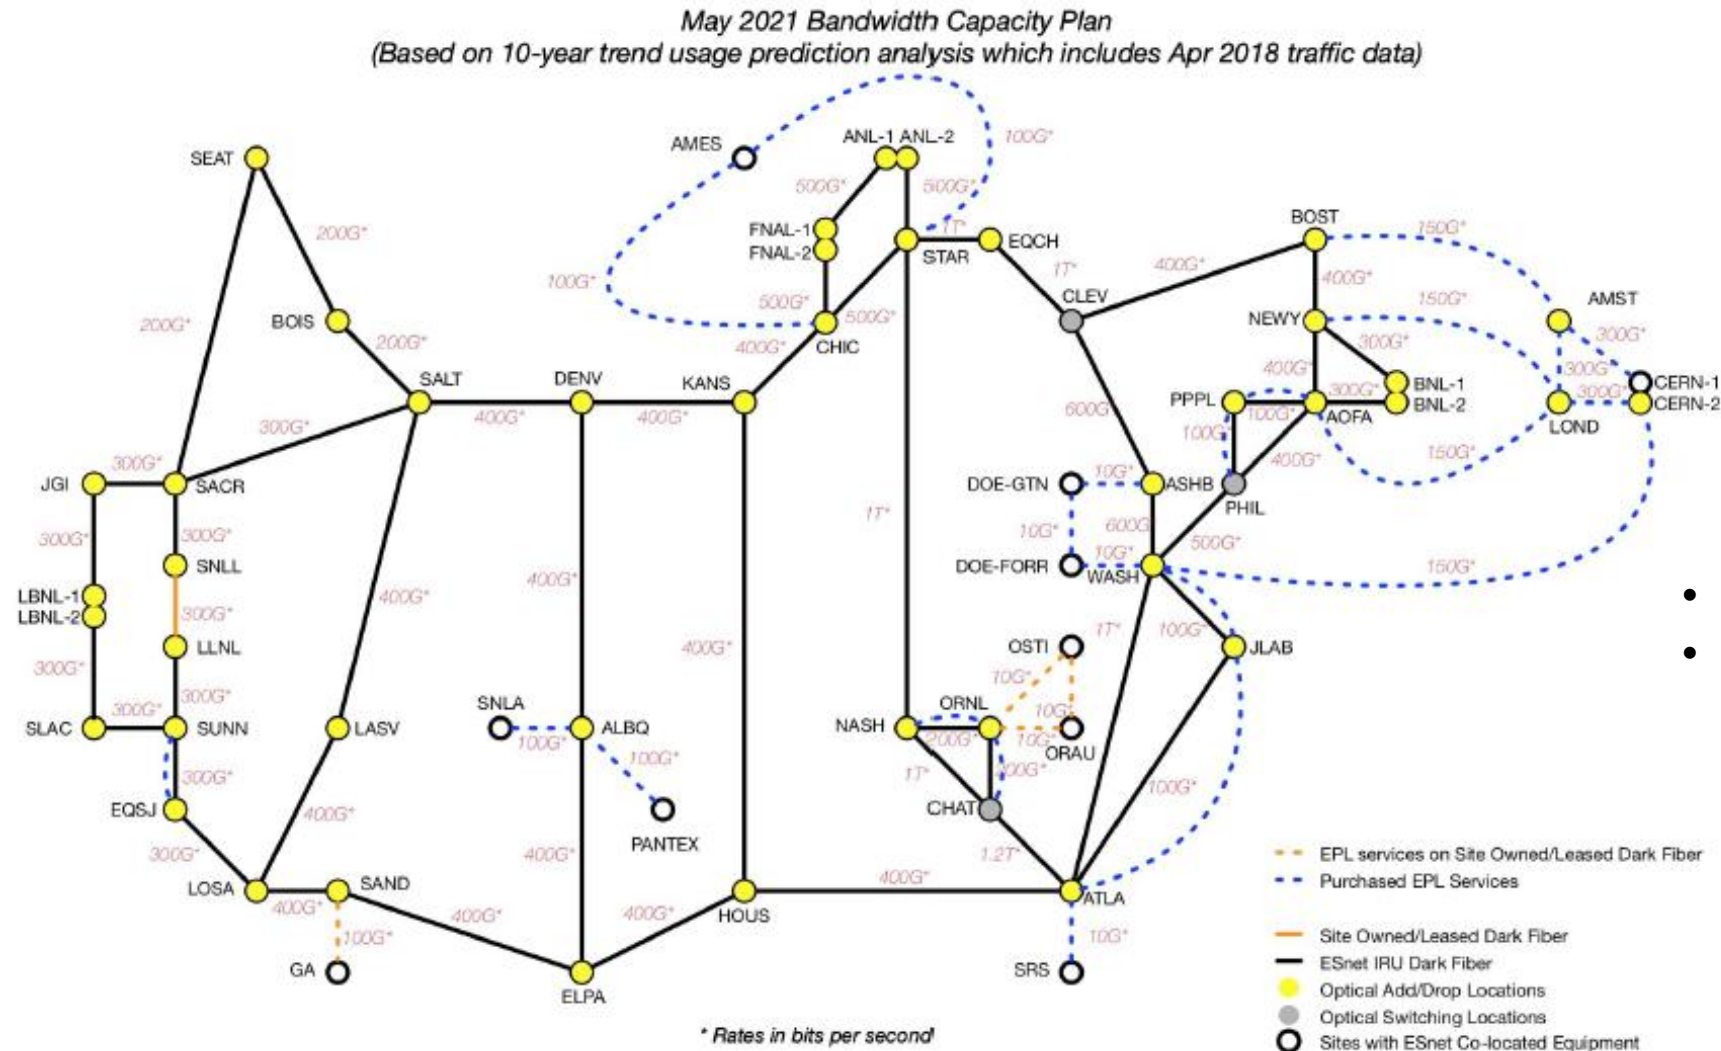 May 2021 Bandwidth Capacity Plan
(Based on 10-year trend usage prediction analysis which includes Apr 2018 traffic data)
AMES
ANL-1 ANL-2
100G*
SEAT
500G*
500G*
BOST
FNAL-1
1T*
150G*
200G*
FNAL-2
EQCH
STAR
400G*
1T*
400G*
100G*
CLEV
AMST
500G*
500G*
150G*
BOIS
NEWY
200G*
300G*
200G*
CHIC
300G*
400G*
SALT
DENV
KANS
400G*
300G*
300G*
CERN-1
BNL-1
PPPL
300G*
CERN-2
BNL-2
400G*
400G*
600G
100G*
AOFA
LOND
300G*
100G*
150G*
300G*
400G*
10G*
JGI
SACR
DOE-GTN
ASHB
PHIL
1T*
300G*
300G*
10G*
600G
500G*
10G*
SNLL
DOE-FORR
WASH
150G*
400G*
LBNL-1
400G*
LBNL-2
300G*
1T*
100G*
LLNL
400G*
OSTI
JLAB
300G*
10G*
300G*
SNLA
ORNL
300G*
10G*
SLAC
SUNN
LASV
ALBQ
NASH
100G*
200G*
10G*
ORAU
100G*
300G*
1T*
200G*
100G*
EQSJ
CHAT
400G*
PANTEX
300G*
400G*
1.2T*
LOSA
SAND
400G*
400G*
HOUS
ATLA
400G*
400G*
100G*
10G*
GA
SRS
ELPA
EPL services on Site Owned/Leased Dark Fiber
Purchased EPL Services
Site Owned/Leased Dark Fiber
ESnet IRU Dark Fiber
Optical Add/Drop Locations
Optical Switching Locations
Sites with ESnet Co-located Equipment
* Rates in bits per second